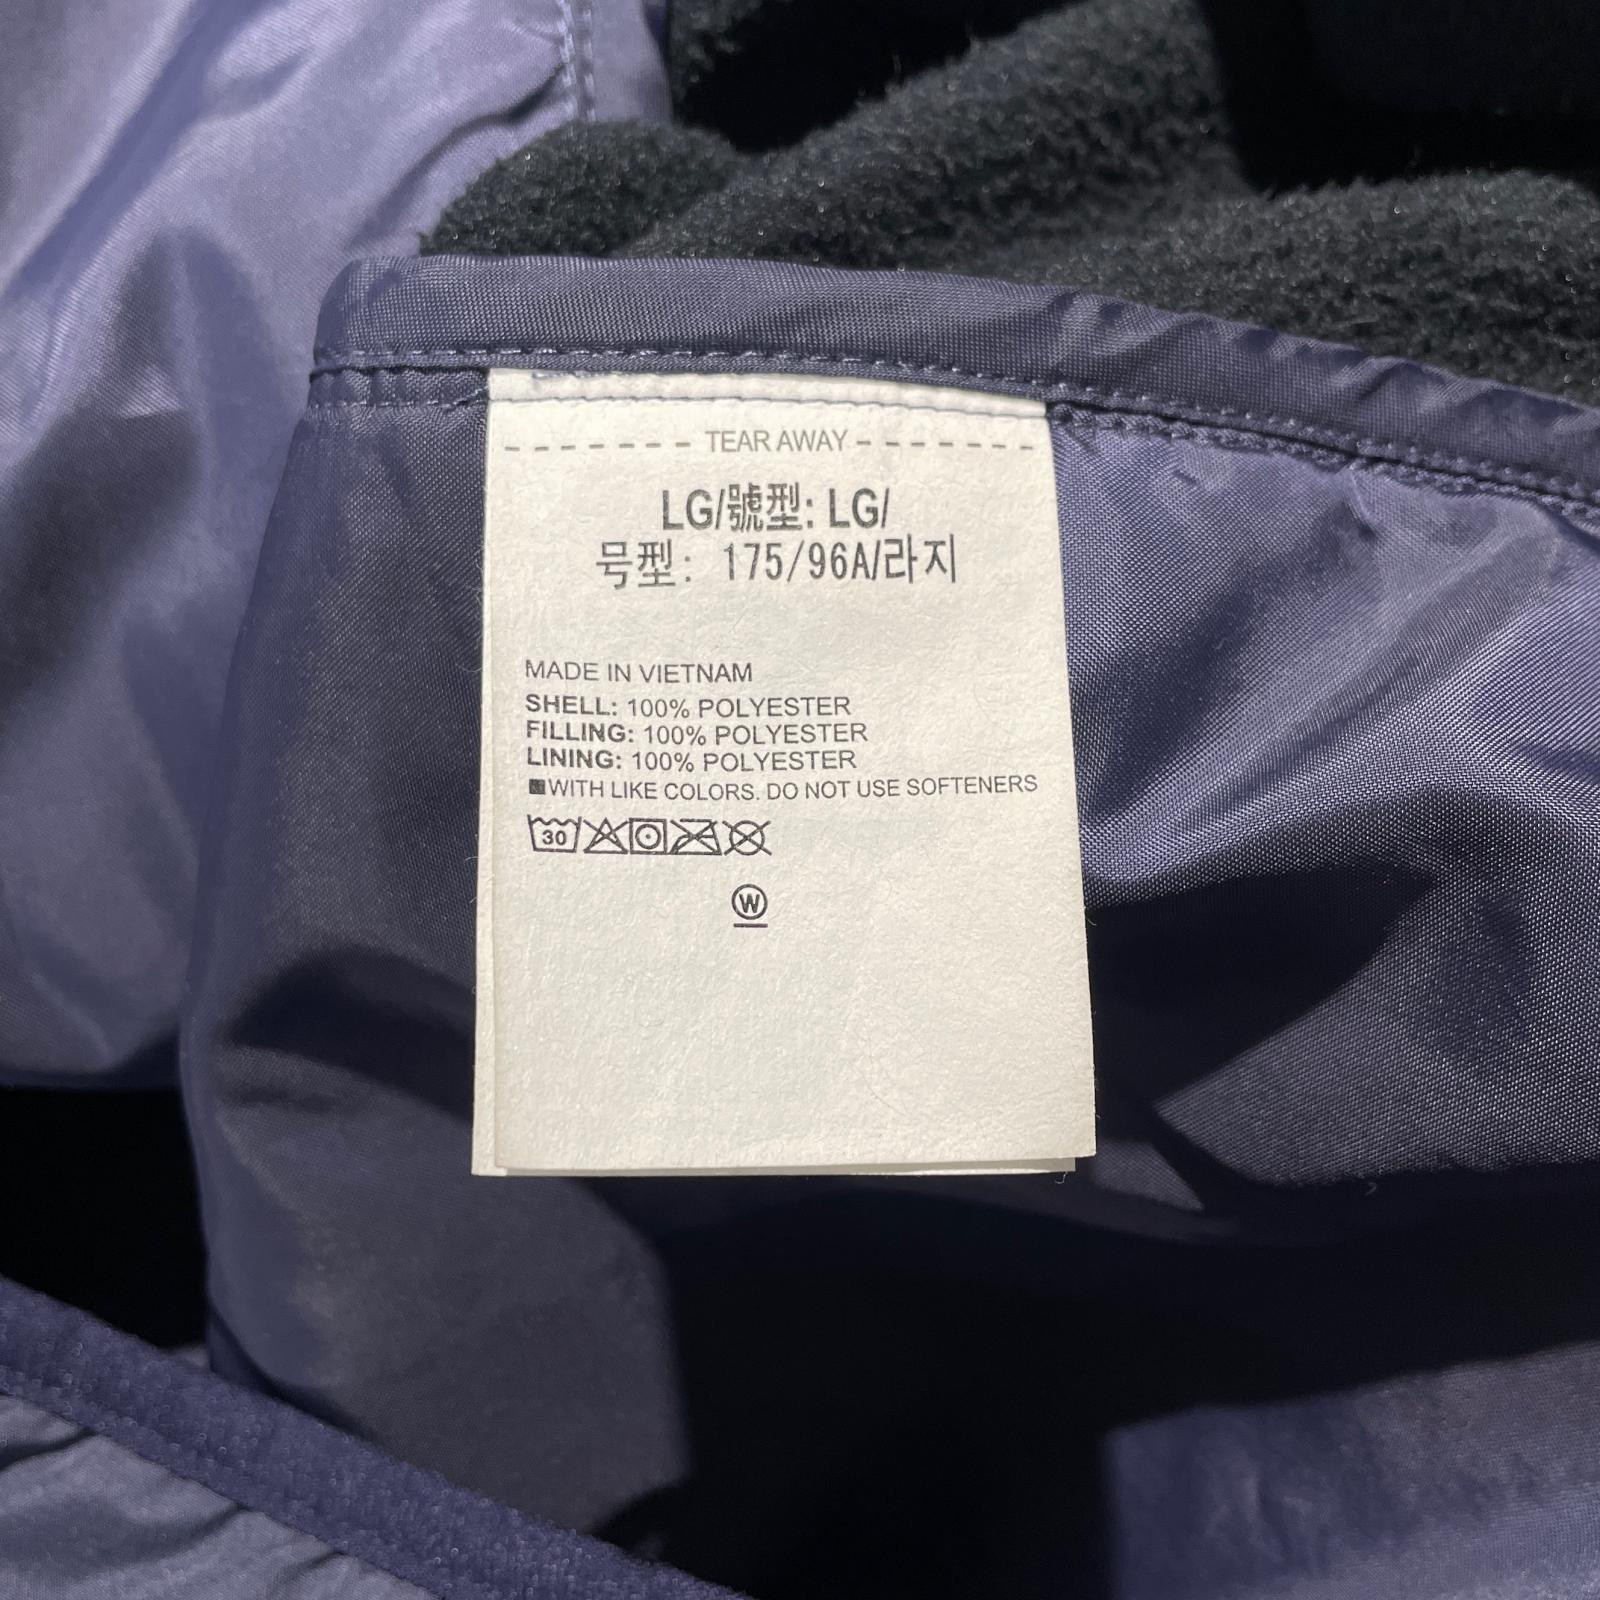 TEAR AWAY
LG/號型: LG/
号型: 175/96A/라지
MADE IN VIETNAM
SHELL: 100% POLYESTER
FILLING: 100% POLYESTER
LINING: 100% POLYESTER
■WITH LIKE COLORS. DO NOT USE SOFTENERS
30
W